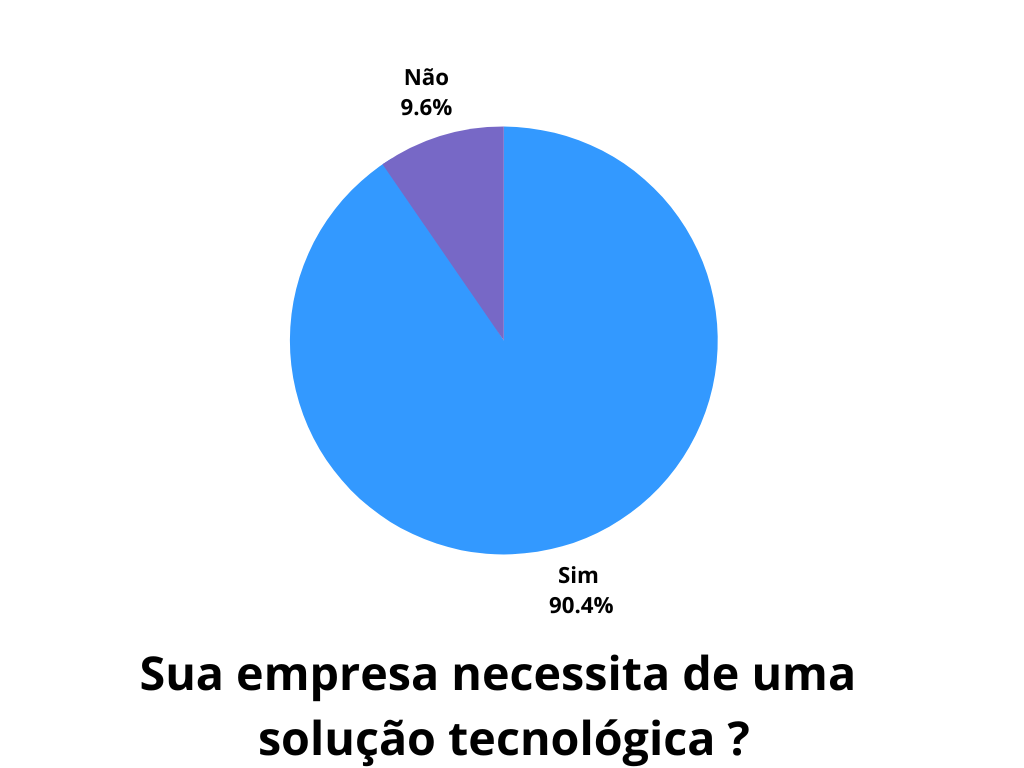 Não
9.6%
Sim
90.4%
Sua empresa necessita de uma
solução tecnológica ?